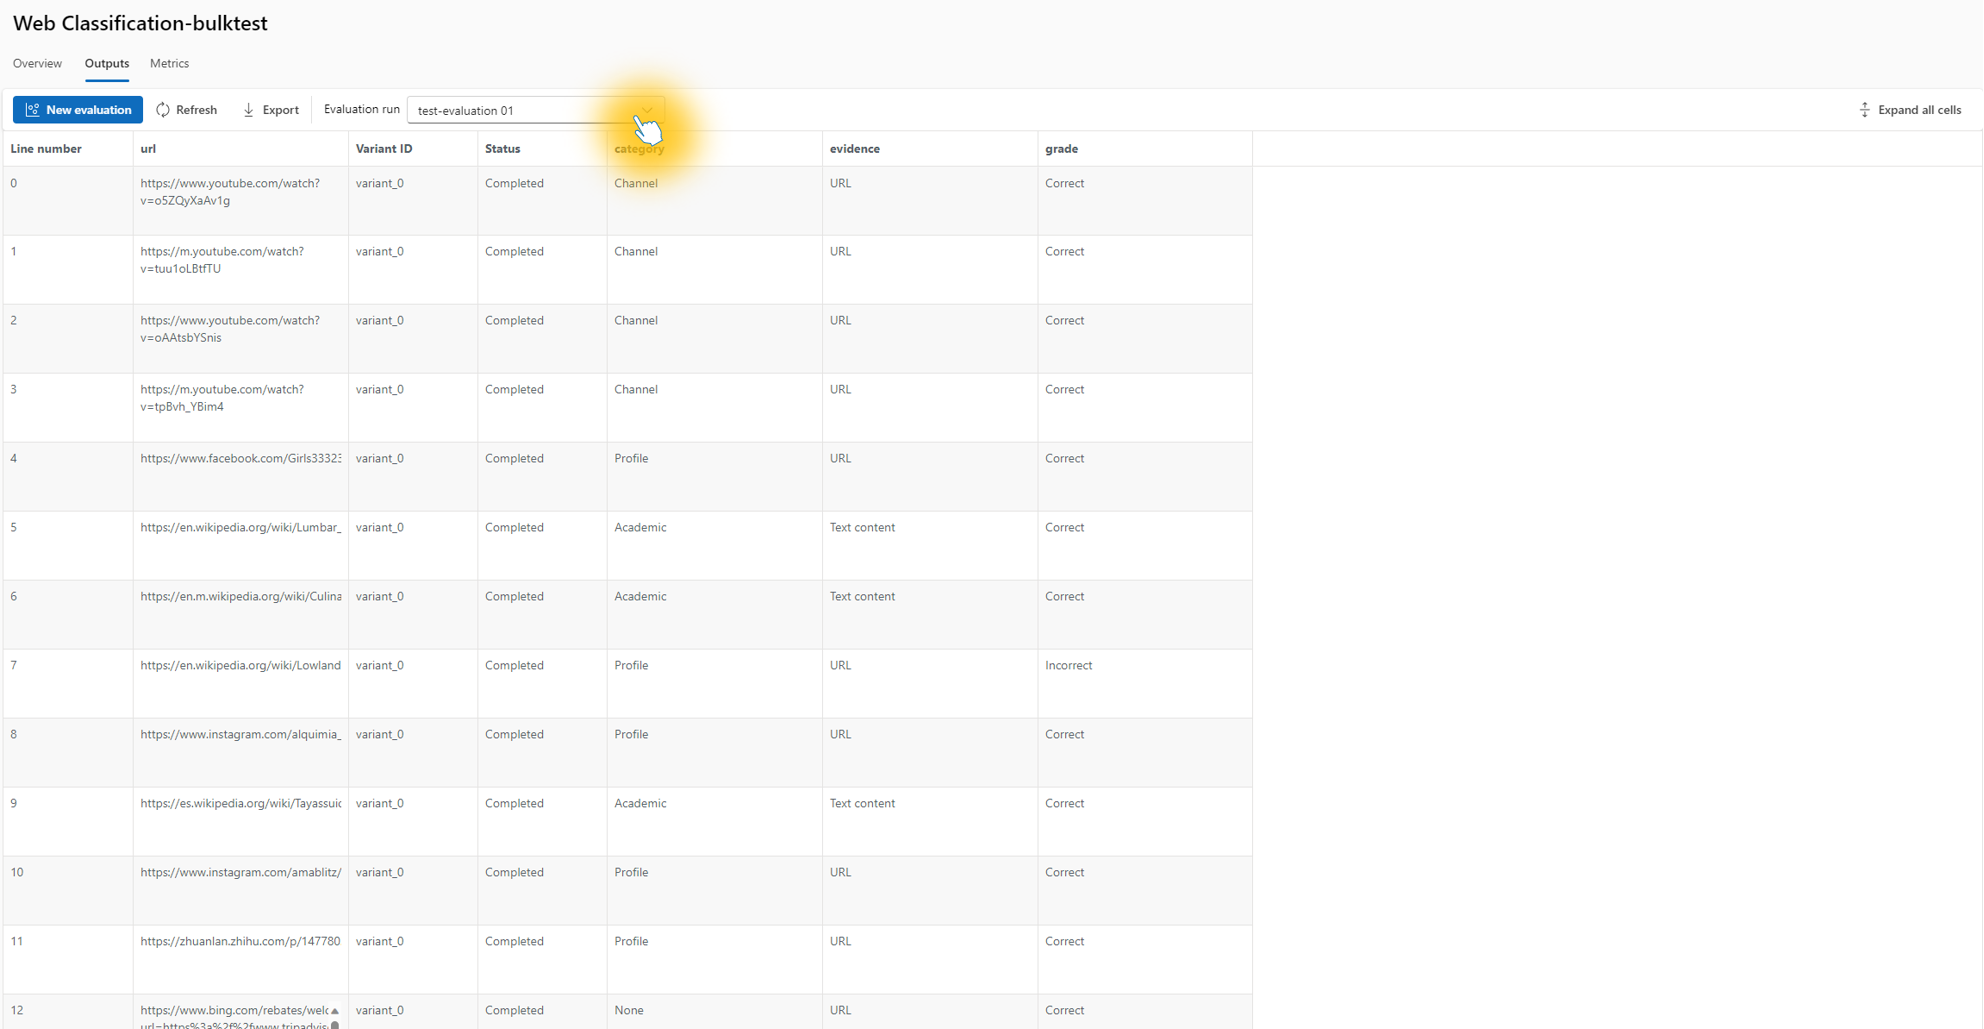 Web Classification-bulktest
Overview Outputs Metrics
New evaluation Refresh Export Evaluation run test-evaluation 01 Expand all cells
Line number url Variant ID Status category evidence grade
0 https://www.youtube.com/watch? variant_0 Completed Channel URL Correct
v=o5ZQyXaAv1g
1 https://m.youtube.com/watch? variant_0 Completed Channel URL Correct
v=tuu1oLBtfTU
2 https://www.youtube.com/watch? variant_0 Completed Channel URL Correct
v=oAAtsbYSnis
3 https://m.youtube.com/watch? variant_0 Completed Channel URL Correct
v=tpBvh_YBim4
4 https://www.facebook.com/Girls33323 variant_0 Completed Profile URL Correct
5 https://en.wikipedia.org/wiki/Lumbar_ variant_0 Completed Academic Text content Correct
6 https://en.m.wikipedia.org/wiki/Culina variant_0 Completed Academic Text content Correct
7 https://en.wikipedia.org/wiki/Lowland variant_0 Completed Profile URL Incorrect
8 https://www.instagram.com/alquimia_ variant_0 Completed Profile URL Correct
9 https://es.wikipedia.org/wiki/Tayassuid variant_0 Completed Academic Text content Correct
10 https://www.instagram.com/amablitz/ variant_0 Completed Profile URL Correct
11 https://zhuanlan.zhihu.com/p/147780 variant_0 Completed Profile URL Correct
12 https://www.bing.com/rebates/welc variant_0 Completed None URL Correct
url=https%3a%2f%2fwww.tripadvis